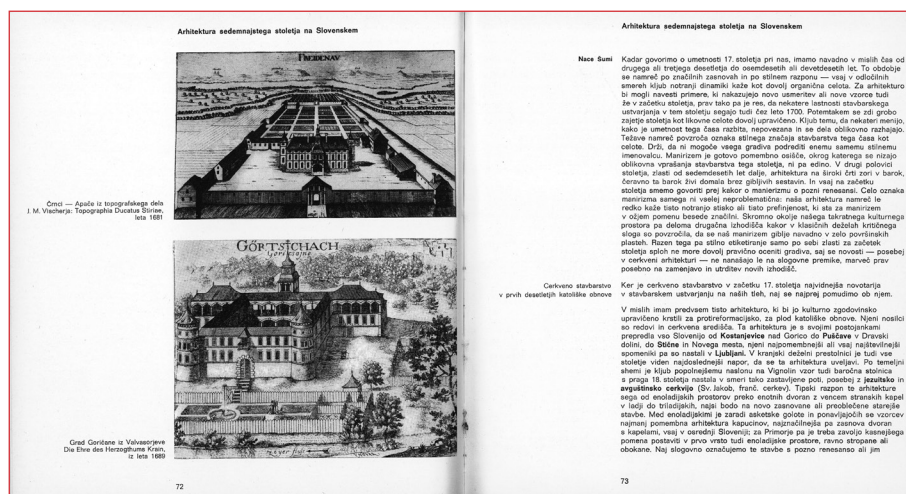 Arhitektura sedemnajstega stoletja na Slovenskem
FREIDENAV
Črnci — Apače iz topografskega dela
J. M. Vischerja: Topographia Ducatus Stiriae,
leta 1681
GÖRTSCHACH
Goriczigne
Grad Goričane iz Valvasorjeve
Die Ehre des Herzogthums Krain,
iz leta 1689
72
Arhitektura sedemnajstega stoletja na Slovenskem
Nace Šumi
Kadar govorimo o umetnosti 17. stoletja pri nas, imamo navadno v mislih čas od
drugega ali tretjega desetletja do osemdesetih ali devetdesetih let. To obdobje
se namreč po značilnih zasnovah in po stilnem razponu — vsaj v odločilnih
smereh kljub notranji dinamiki kaže kot dovolj organična celota. Za arhitekturo
bi mogli navesti primere, ki nakazujejo novo usmeritev ali nove vzorce tudi
že v začetku stoletja, prav tako pa je res, da nekatere lastnosti stavbarskega
ustvarjanja v tem stoletju segajo tudi čez leto 1700. Potemtakem se zdi grobo
zajetje stoletja kot likovne celote dovolj upravičeno. Kljub temu, da nekateri menijo,
kako je umetnost tega časa razbita, nepovezana in se dela oblikovno razhajajo.
Težave namreč povzroča oznaka stilnega značaja stavbarstva tega časa kot
celote. Drži, da ni mogoče vsega gradiva podrediti enemu samemu stilnemu
imenovalcu. Manirizem je gotovo pomembno osišče, okrog katerega se nizajo
oblikovna vprašanja stavbarstva tega stoletja, ni pa edino. V drugi polovici
stoletja, zlasti od sedemdesetih let dalje, arhitektura na široki črti zori v barok,
čeravno ta barok živi domala brez gibljivih sestavin. In vsaj na začetku
stoletja smemo govoriti prej kakor o manierizmu o pozni renesansi. Celo oznaka
manirizma samega ni vselej neproblematična: naša arhitektura namreč le
redko kaže tisto notranjo stisko ali tisto prefinjenost, ki sta za manirizem
v ožjem pomenu besede značilni. Skromno okolje našega takratnega kulturnega
prostora pa deloma drugačna izhodišča kakor v klasičnih deželah kritičnega
sloga so povzročila, da se naš manirizem giblje navadno v zelo površinskih
plasteh. Razen tega pa stilno etiketiranje samo po sebi zlasti za začetek
stoletja sploh ne more dovolj pravično oceniti gradiva, saj se novosti — posebej
v cerkveni arhitekturi — ne nanašajo le na slogovne premike, marveč prav
posebno na zamenjavo in utrditev novih izhodišč.
Cerkveno stavbarstvo
v prvih desetletjih katoliške obnove
Ker je cerkveno stavbarstvo v začetku 17. stoletja najvidnejša novotarija
v stavbarskem ustvarjanju na naših tleh, naj se najprej pomudimo ob njem.
V mislih imam predvsem tisto arhitekturo, ki bi jo kulturno zgodovinsko
upravičeno krstili za protireformacijsko, za plod katoliške obnove. Njeni nosilci
so redovi in cerkvena središča. Ta arhitektura je s svojimi postojankami
prepredla vso Slovenijo od Kostanjevice nad Gorico do Puščave v Dravski
dolini, do Stične in Novega mesta, njeni najpomembnejši ali vsaj najštevilnejši
spomeniki pa so nastali v Ljubljani. V kranjski deželni prestolnici je tudi vse
stoletje viden najdoslednejši napor, da se ta arhitektura uveljavi. Po temeljni
shemi je kljub popolnejšemu naslonu na Vignolin vzor tudi baročna stolnica
s praga 18. stoletja nastala v smeri tako zastavljene poti, posebej z jezuitsko in
avguštinsko cerkvijo (Sv. Jakob, franč. cerkev). Tipski razpon te arhitekture
sega od enoladijskih prostorov preko enotnih dvoran z vencem stranskih kapel
v ladji do triladijskih, najsi bodo na novo zasnovane ali preoblečene starejše
stavbe. Med enoladijskimi je zaradi asketske golote in ponavljajočih se vzorcev
najmanj pomembna arhitektura kapucinov, najznačilnejša pa zasnova dvoran
s kapelami, vsaj v osrednji Sloveniji; za Primorje pa je treba zavoljo kasnejšega
pomena postaviti v prvo vrsto tudi enoladijske prostore, ravno stropane ali
obokane. Naj slogovno označujemo te stavbe s pozno renesanso ali jim
73